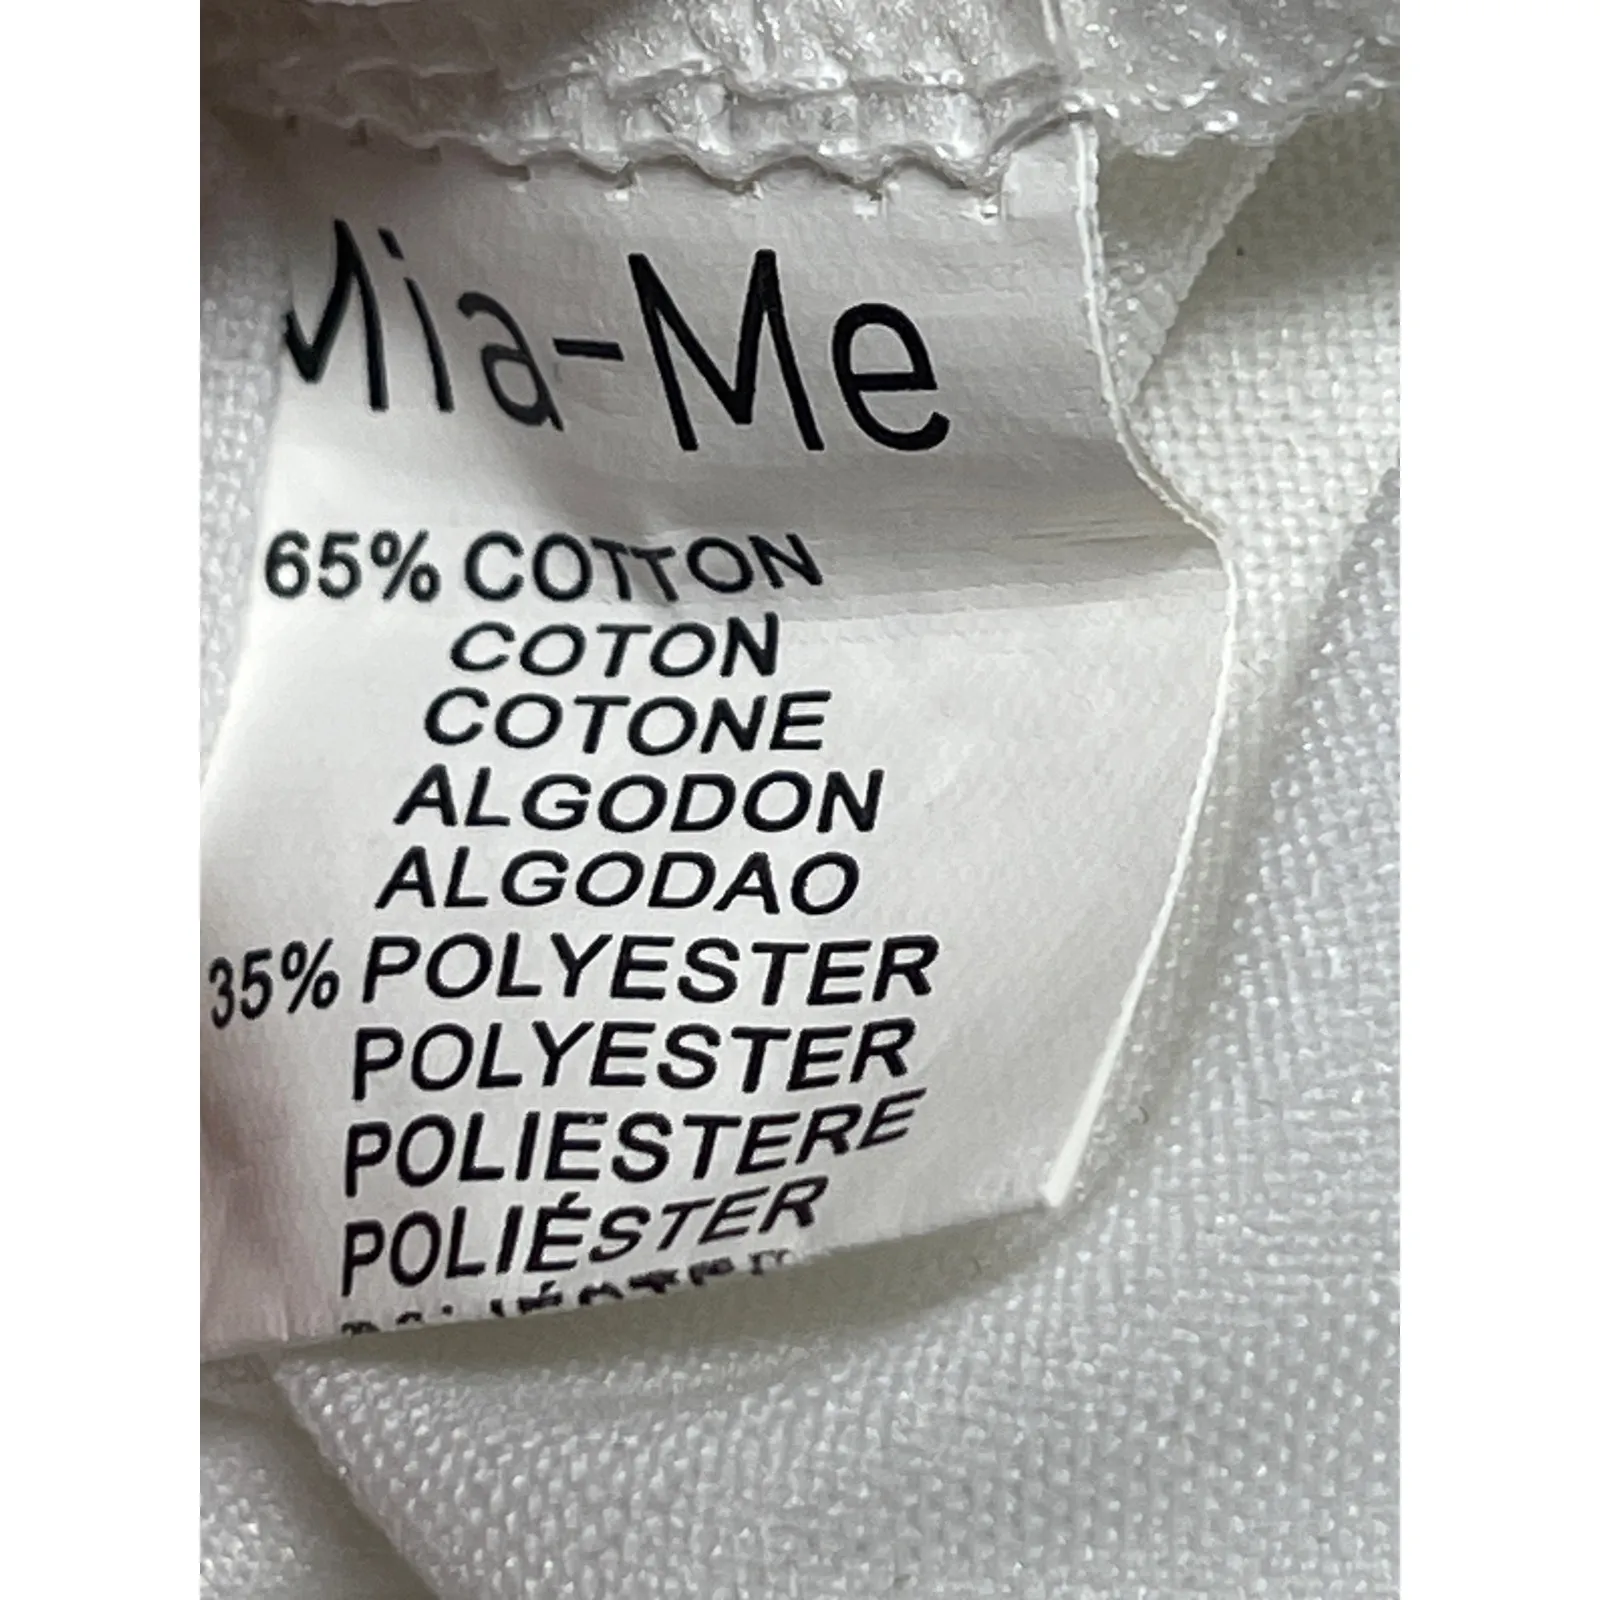 Mia-Me
65% COTTON
COTON
COTONE
ALGODON
ALGODAO
35% POLYESTER
POLYESTER
POLIESTERE
POLIÉSTER